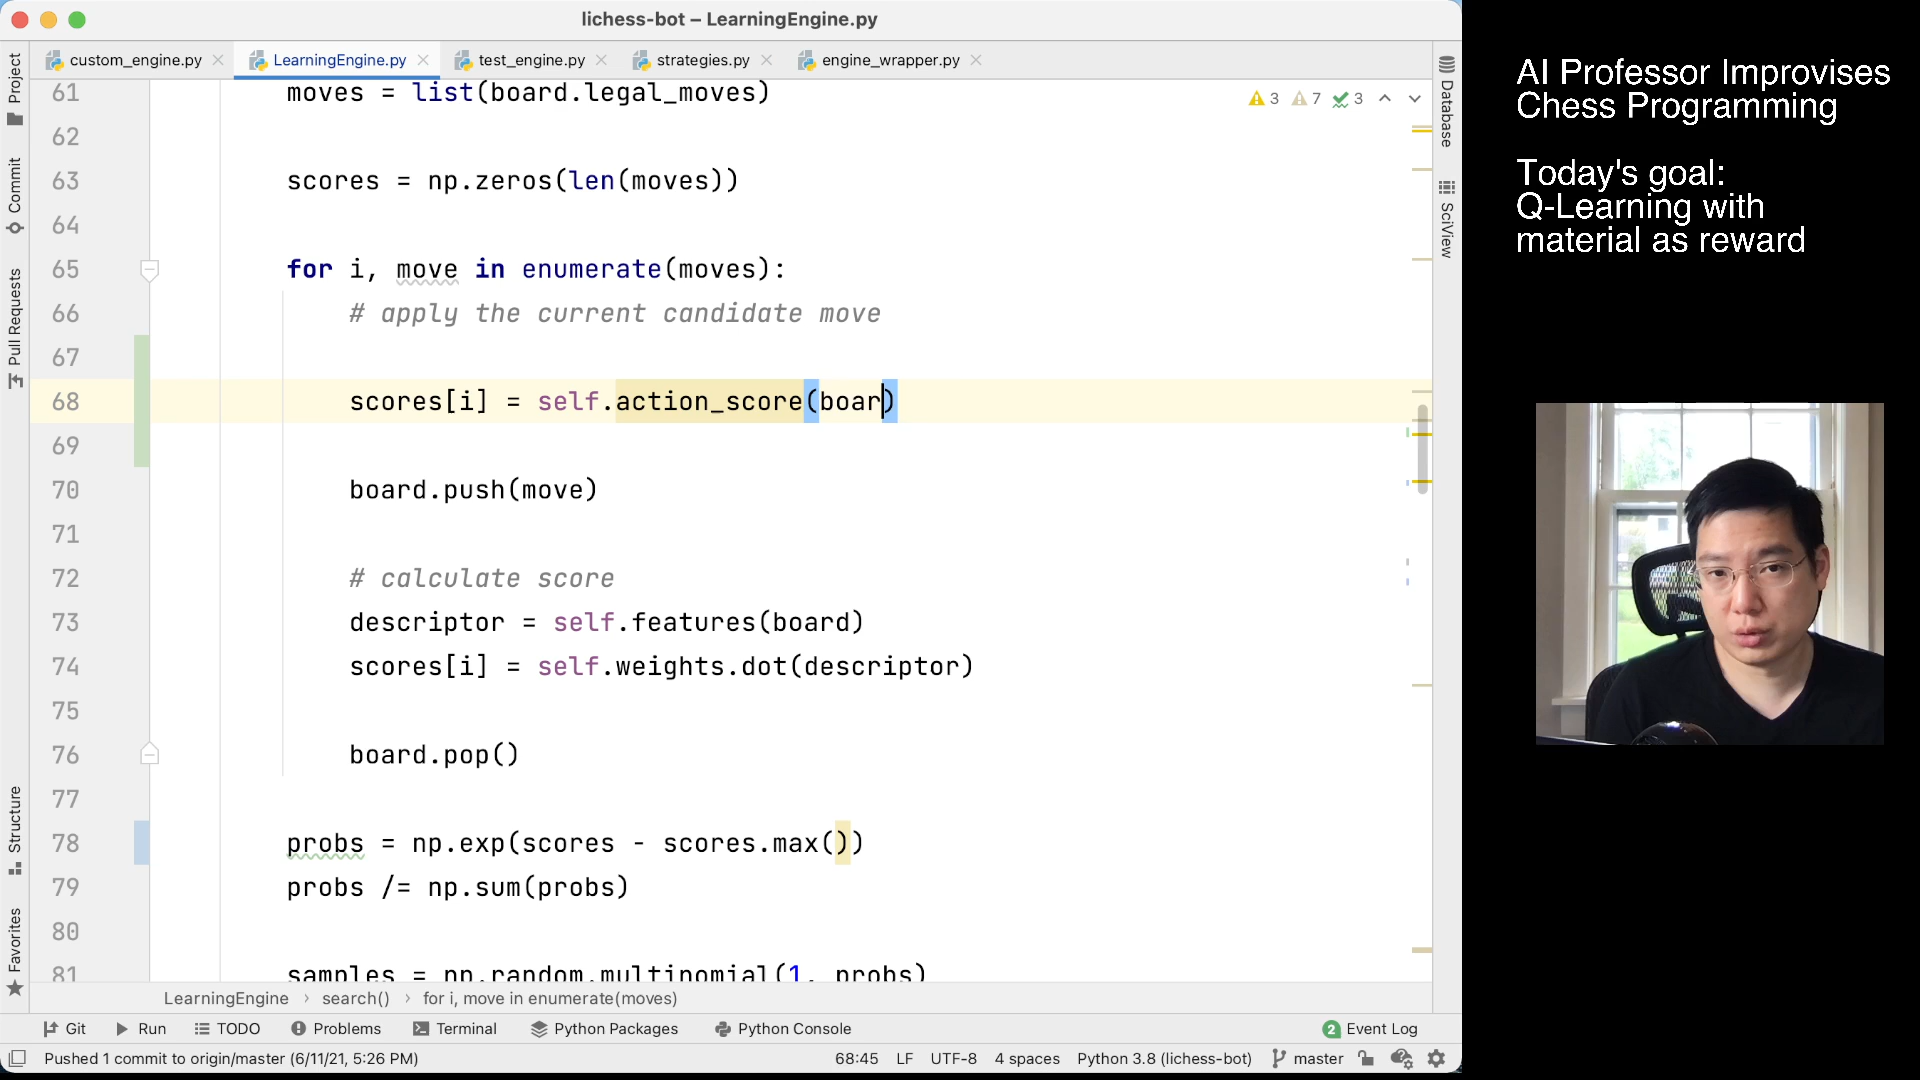 lichess-bot – LearningEngine.py
custom_engine.py
LearningEngine.py
test_engine.py
strategies.py
engine_wrapper.py
Project
Commit
Pull Requests
Structure
Favorites
61 moves = list(board.legal_moves)
62
63 scores = np.zeros(len(moves))
64
65 for i, move in enumerate(moves):
66 # apply the current candidate move
67
68 scores[i] = self.action_score(boar)
69
70 board.push(move)
71
72 # calculate score
73 descriptor = self.features(board)
74 scores[i] = self.weights.dot(descriptor)
75
76 board.pop()
77
78 probs = np.exp(scores - scores.max())
79 probs /= np.sum(probs)
80
81 samples = np.random.multinomial(1, probs)
3 7 3
Database
SciView
LearningEngine › search() › for i, move in enumerate(moves)
Git Run TODO Problems Terminal Python Packages Python Console 2 Event Log
Pushed 1 commit to origin/master (6/11/21, 5:26 PM) 68:45 LF UTF-8 4 spaces Python 3.8 (lichess-bot) master
AI Professor Improvises
Chess Programming
Today's goal:
Q-Learning with
material as reward